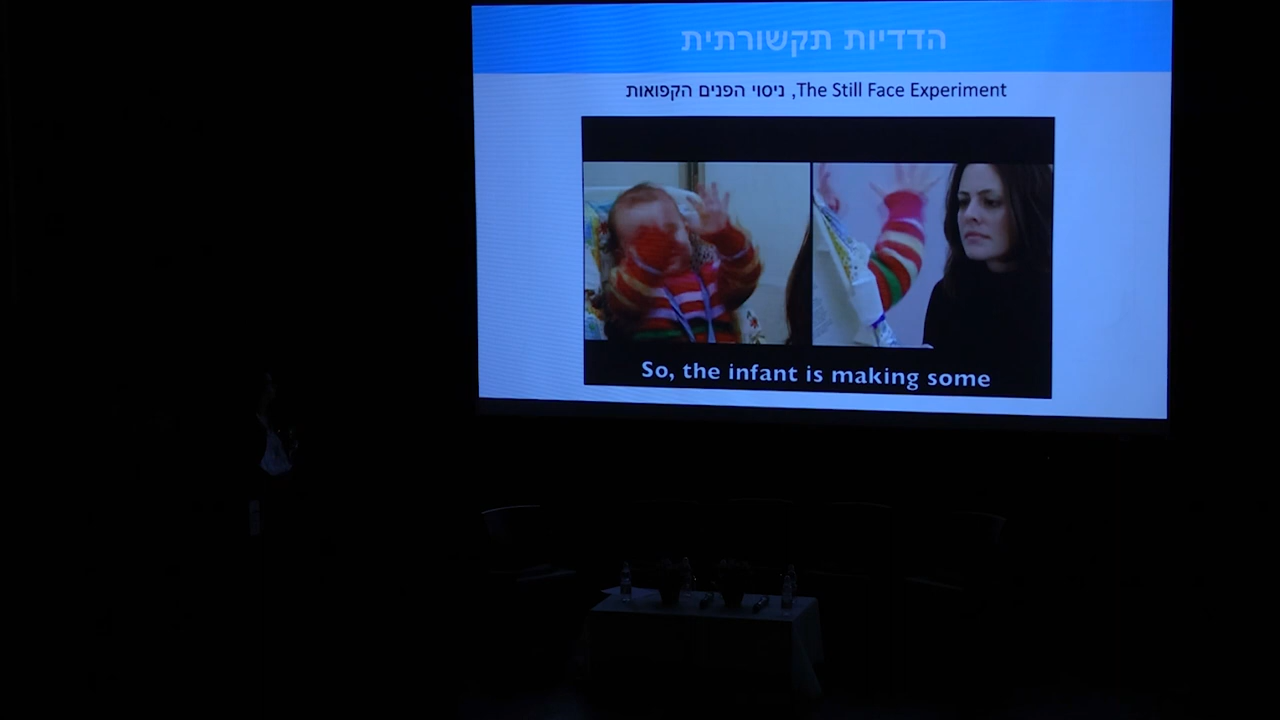 הדדיות תקשורתית
The Still Face Experiment, ניסוי הפנים הקפואות
So, the infant is making some